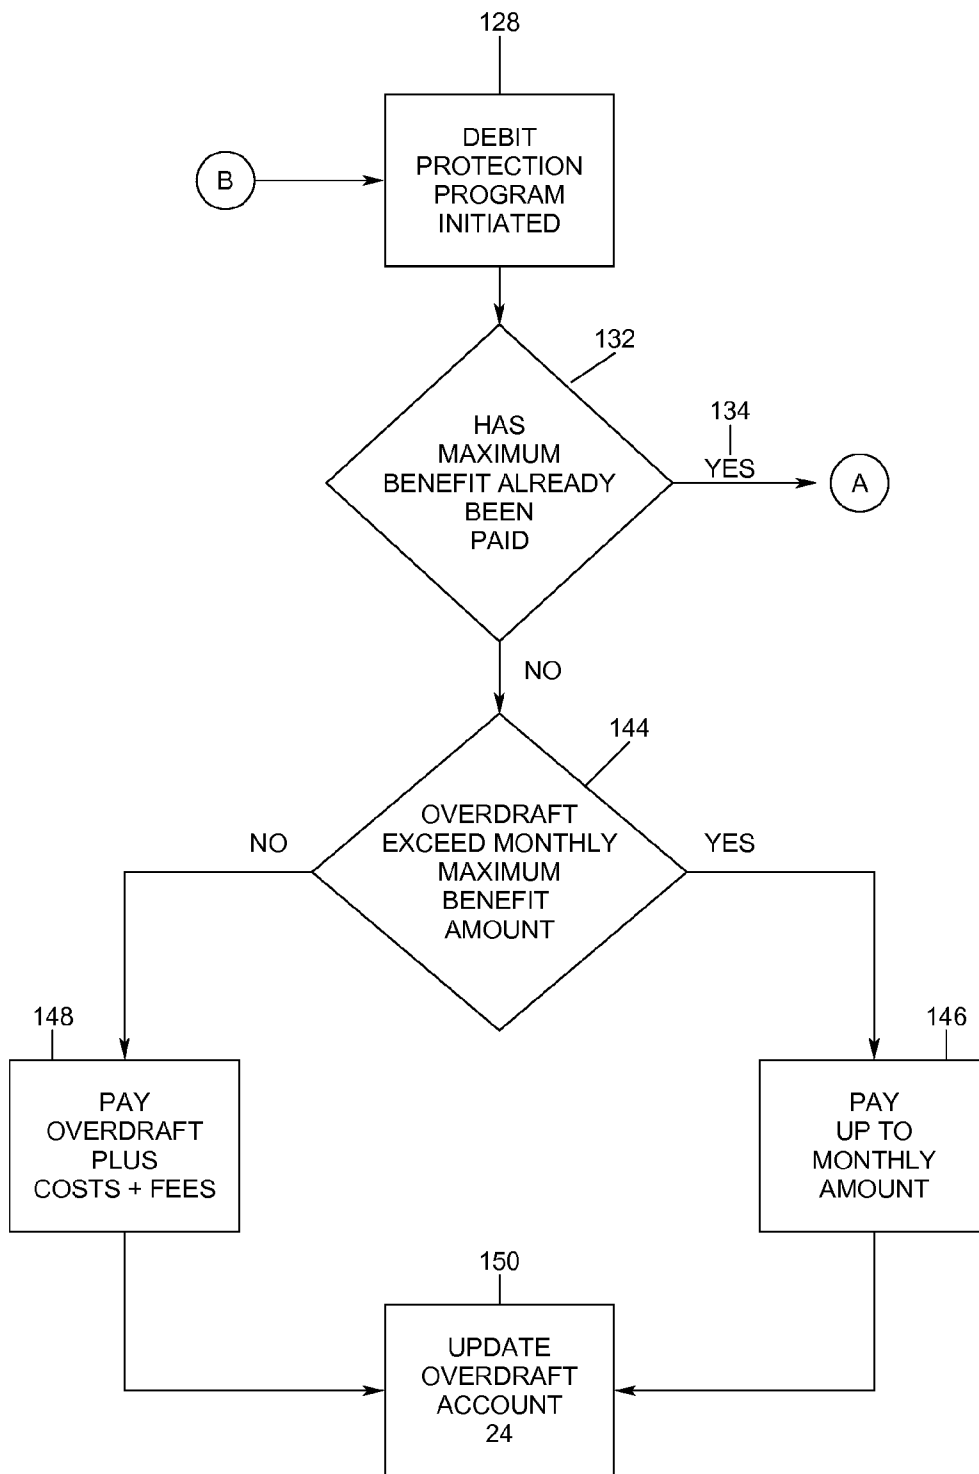 128
DEBIT
PROTECTION
PROGRAM
INITIATED
B
132
HAS
MAXIMUM
BENEFIT ALREADY
BEEN
PAID
134
YES
A
NO
144
OVERDRAFT
EXCEED MONTHLY
MAXIMUM
BENEFIT
AMOUNT
NO
YES
148
PAY
OVERDRAFT
PLUS
COSTS + FEES
146
PAY
UP TO
MONTHLY
AMOUNT
150
UPDATE
OVERDRAFT
ACCOUNT
24